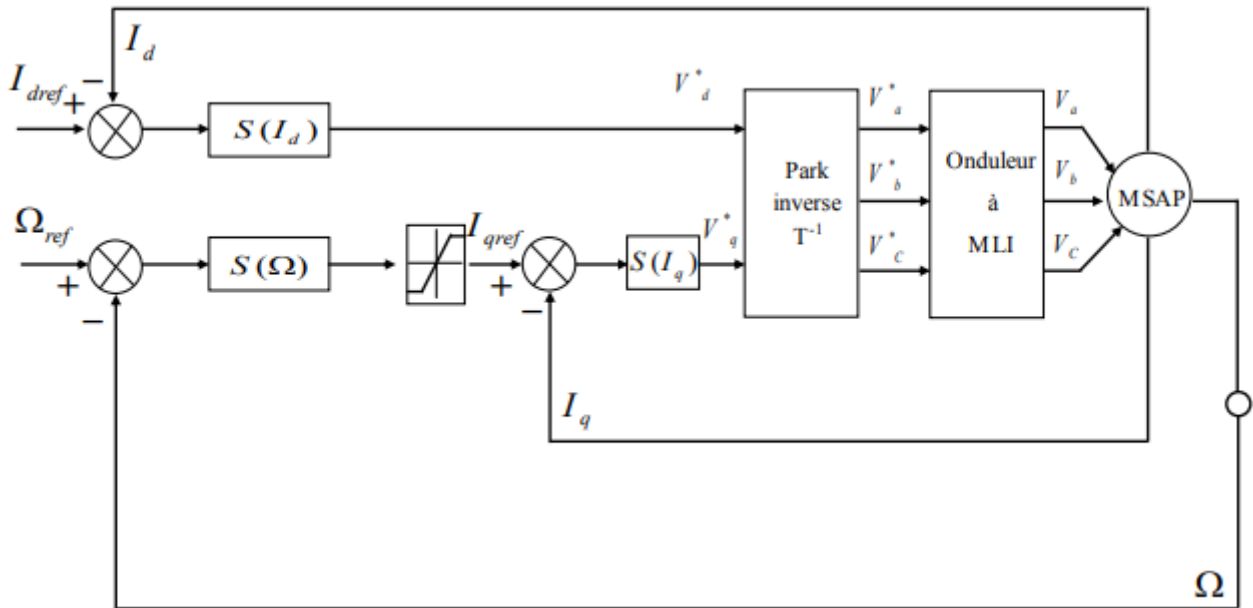 I_d
I_dref + −
S(I_d)
V*_d
V*_a
V_a
Park inverse T⁻¹
V*_b
Onduleur à MLI
V_b
MSAP
Ω_ref
+
−
S(Ω)
I_qref
+
−
S(I_q)
V*_q
V*_C
V_C
I_q
Ω